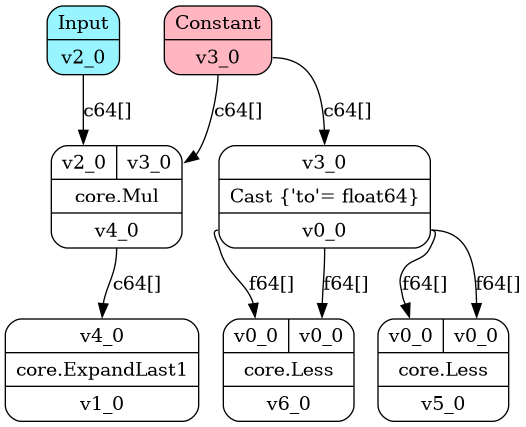 Input
v2_0
Constant
v3_0
c64[]
c64[]
c64[]
v2_0 v3_0
core.Mul
v4_0
v3_0
Cast {'to'= float64}
v0_0
c64[]
f64[]
f64[]
f64[]
f64[]
v4_0
core.ExpandLast1
v1_0
v0_0 v0_0
core.Less
v6_0
v0_0 v0_0
core.Less
v5_0